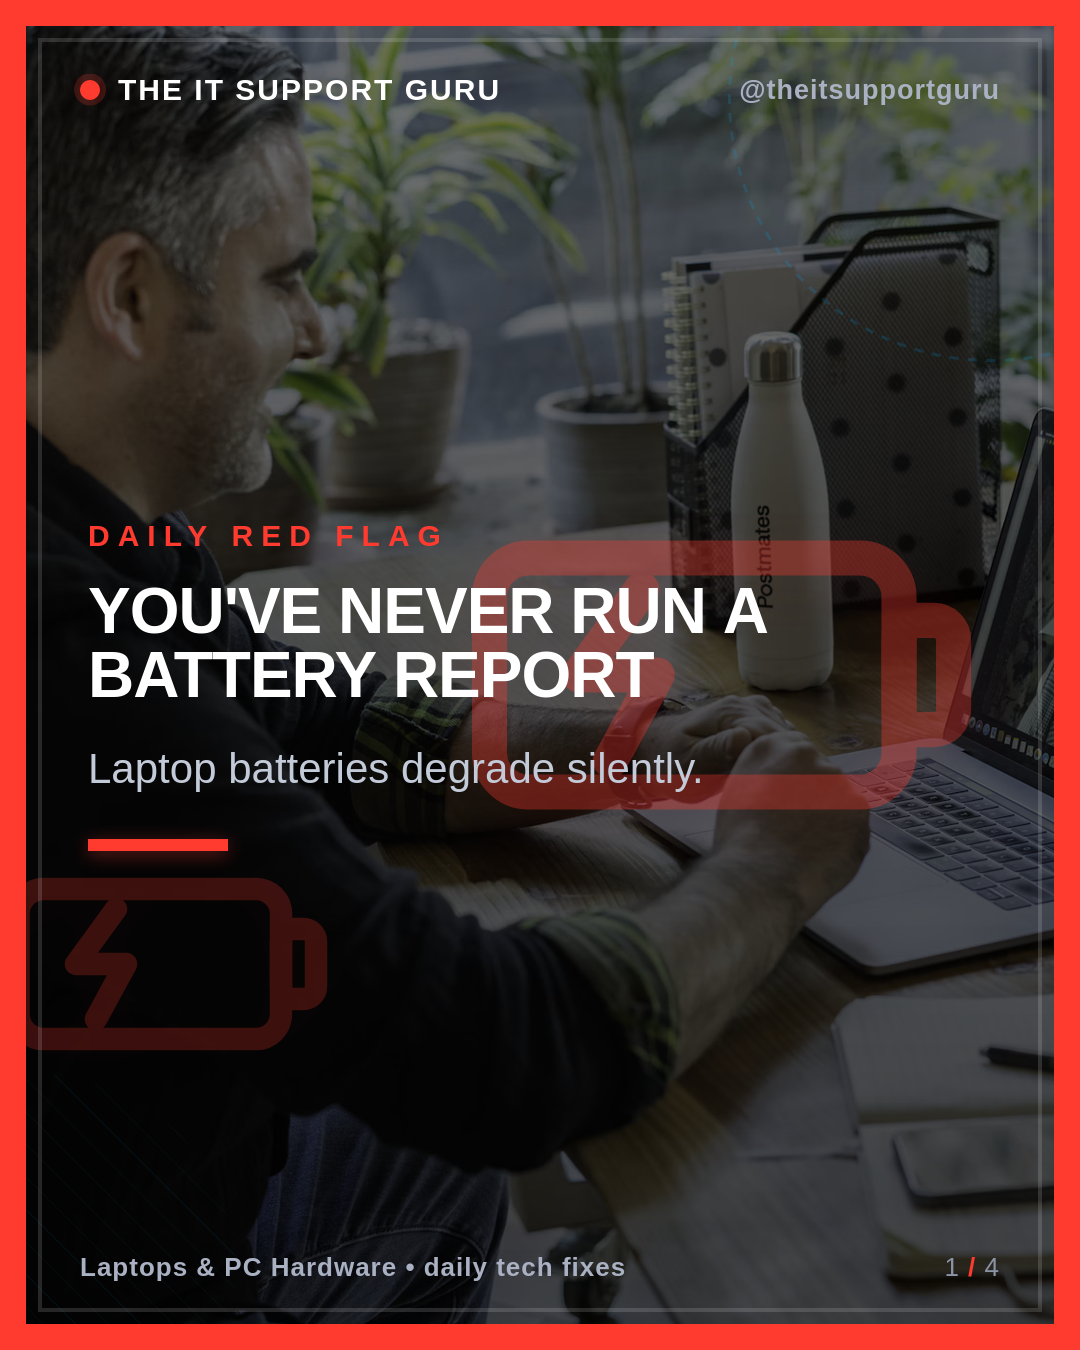 THE IT SUPPORT GURU
@theitsupportguru
Postmates
DAILY RED FLAG
YOU'VE NEVER RUN A
BATTERY REPORT
Laptop batteries degrade silently.
Laptops & PC Hardware • daily tech fixes
1 / 4